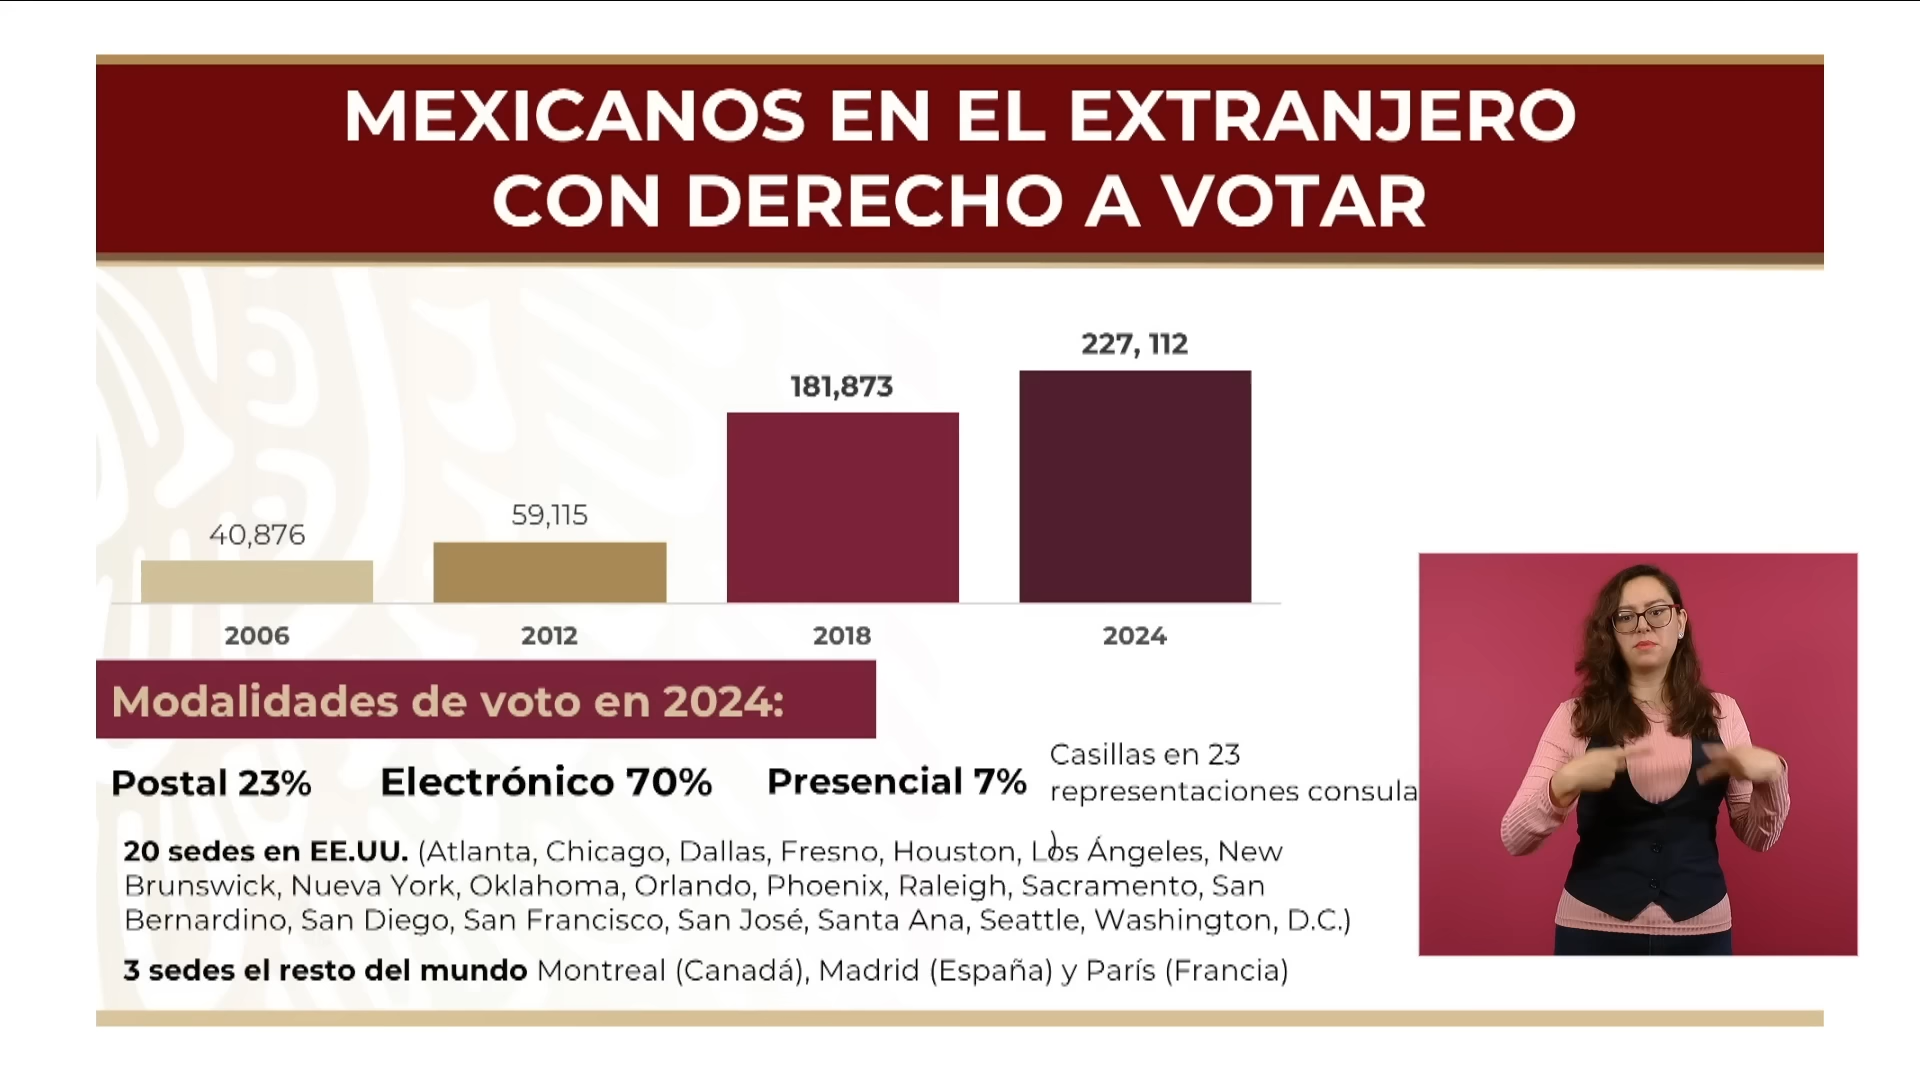 MEXICANOS EN EL EXTRANJERO
CON DERECHO A VOTAR
227, 112
181,873
59,115
40,876
2006
2012
2018
2024
Modalidades de voto en 2024:
Postal 23%
Electrónico 70%
Presencial 7%
Casillas en 23
representaciones consula
)
20 sedes en EE.UU. (Atlanta, Chicago, Dallas, Fresno, Houston, Los Ángeles, New
Brunswick, Nueva York, Oklahoma, Orlando, Phoenix, Raleigh, Sacramento, San
Bernardino, San Diego, San Francisco, San José, Santa Ana, Seattle, Washington, D.C.)
3 sedes el resto del mundo Montreal (Canadá), Madrid (España) y París (Francia)